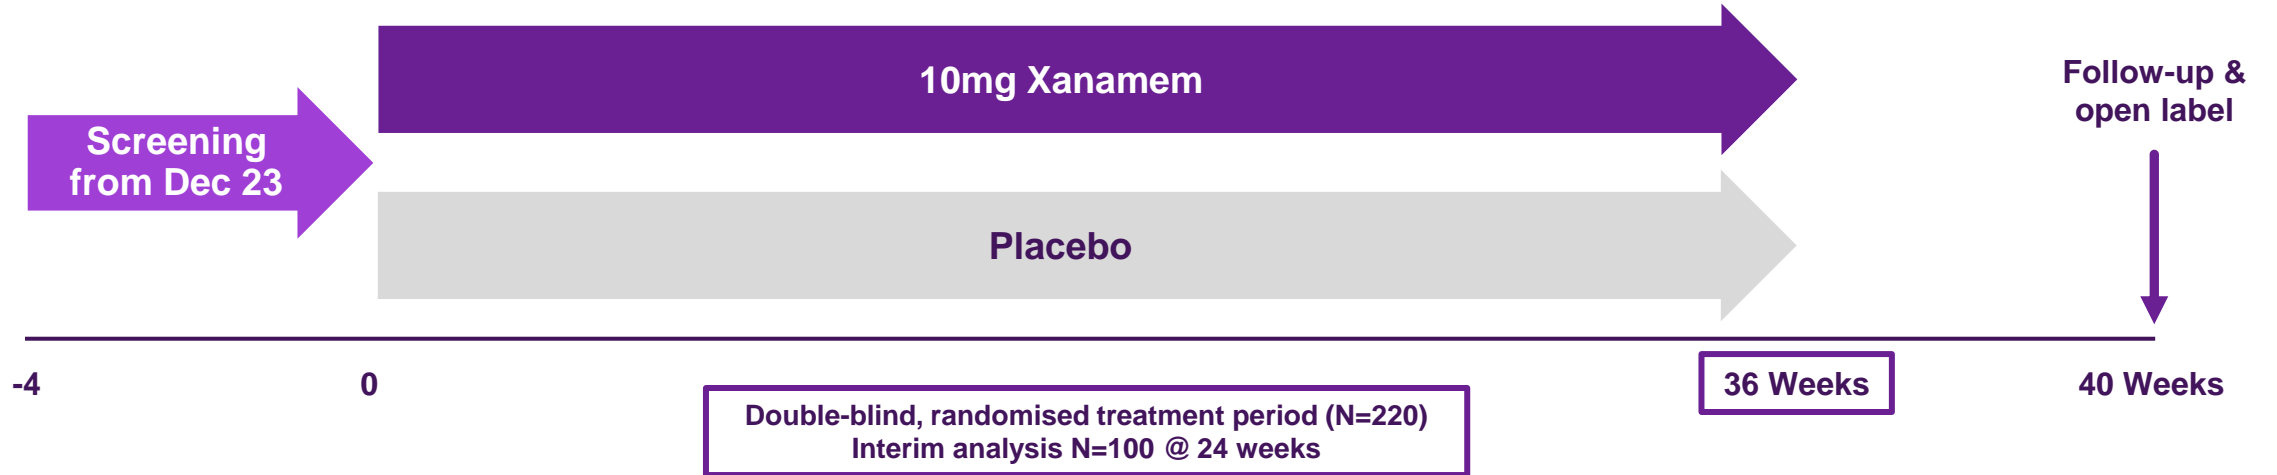 10mg Xanamem
Follow-up &
open label
Screening
from Dec 23
Placebo
-4
0
36 Weeks
40 Weeks
Double-blind, randomised treatment period (N=220)
Interim analysis N=100 @ 24 weeks